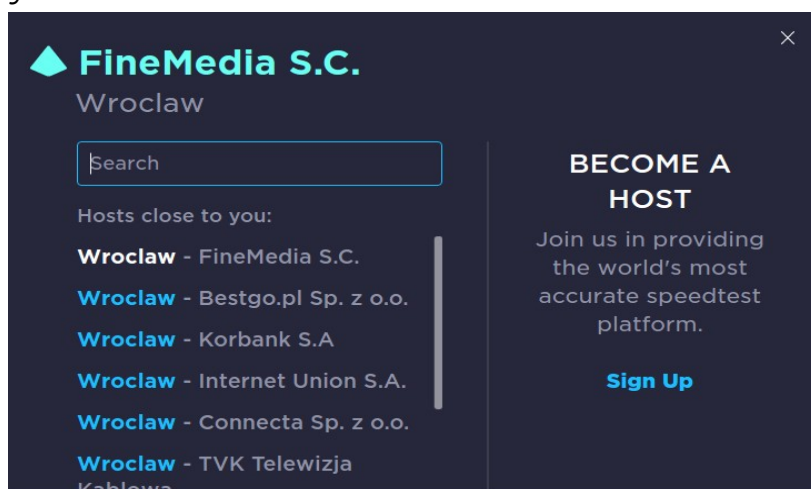 FineMedia S.C.
Wroclaw
Search
Hosts close to you:
Wroclaw - FineMedia S.C.
Wroclaw - Bestgo.pl Sp. z o.o.
Wroclaw - Korbank S.A
Wroclaw - Internet Union S.A.
Wroclaw - Connecta Sp. z o.o.
Wroclaw - TVK Telewizja
Kablowa
BECOME A
HOST
Join us in providing
the world's most
accurate speedtest
platform.
Sign Up